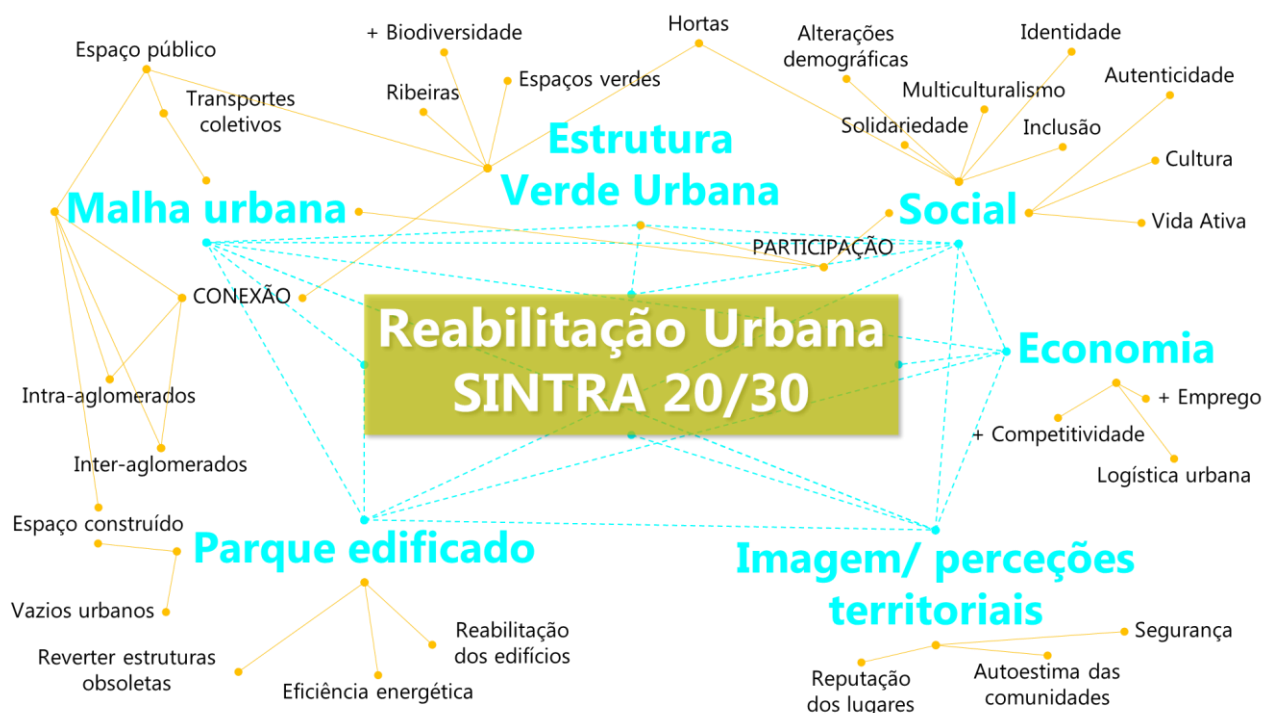 Espaço público
+ Biodiversidade
Hortas
Alterações
demográficas
Identidade
Autenticidade
Transportes
coletivos
Ribeiras
Espaços verdes
Multiculturalismo
Solidariedade
Inclusão
Cultura
Estrutura
Verde Urbana
Malha urbana
Social
Vida Ativa
PARTICIPAÇÃO
CONEXÃO
Reabilitação Urbana
SINTRA 20/30
Economia
Intra-aglomerados
+ Emprego
+ Competitividade
Inter-aglomerados
Logística urbana
Espaço construído
Parque edificado
Imagem/ perceções
territoriais
Vazios urbanos
Reverter estruturas
obsoletas
Eficiência energética
Reabilitação
dos edifícios
Segurança
Reputação
dos lugares
Autoestima das
comunidades